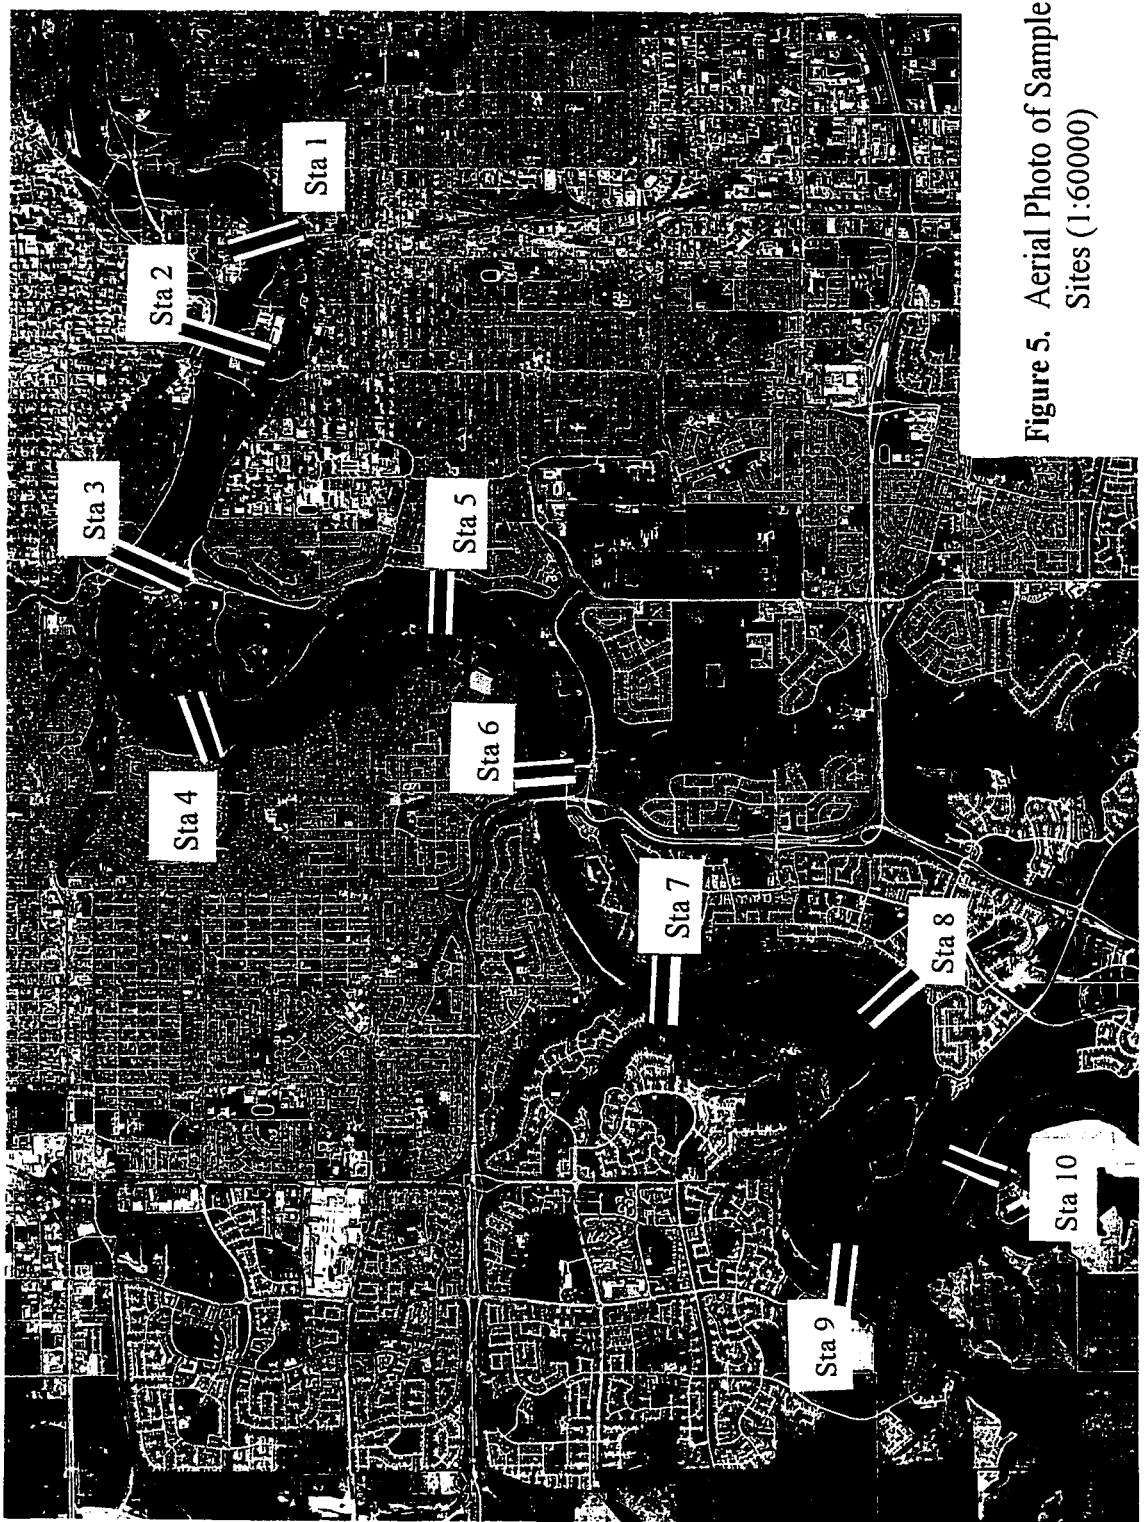 Sta 1
Sta 2
Sta 3
Sta 4
Sta 5
Sta 6
Sta 7
Sta 8
Sta 9
Sta 10
Figure 5. Aerial Photo of Sample
Sites (1:60000)